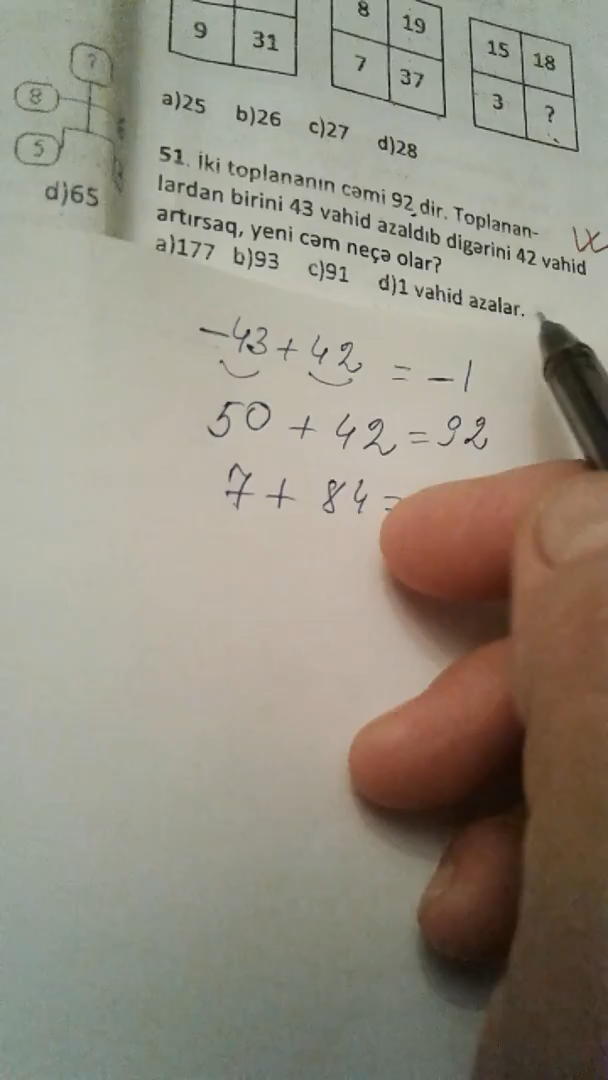 9 31
8 19
7 37
15 18
3 ?
?
8
5
d)65
a)25 b)26 c)27 d)28
51. İki toplananın cəmi 92 dir. Toplanan-
lardan birini 43 vahid azaldıb digərini 42 vahid
artırsaq, yeni cəm neçə olar?
a)177 b)93 c)91 d)1 vahid azalar.
-43+42 = -1
50 + 42 = 92
7 + 84 =